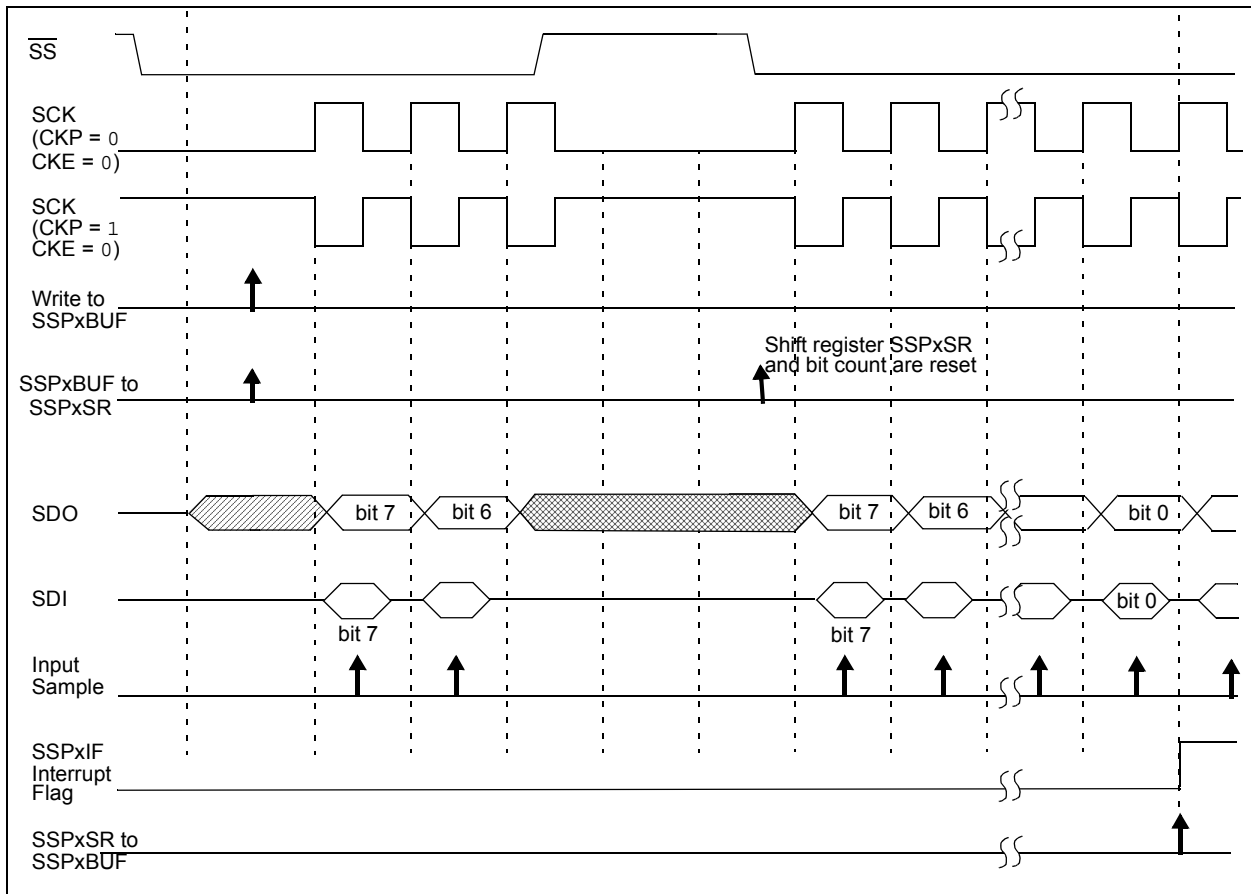 SS
SCK
(CKP = 0
CKE = 0)
SCK
(CKP = 1
CKE = 0)
Write to
SSPxBUF
Shift register SSPxSR
and bit count are reset
SSPxBUF to
SSPxSR
SDO
bit 7
bit 6
bit 7
bit 6
bit 0
SDI
bit 0
bit 7
bit 7
Input
Sample
SSPxIF
Interrupt
Flag
SSPxSR to
SSPxBUF